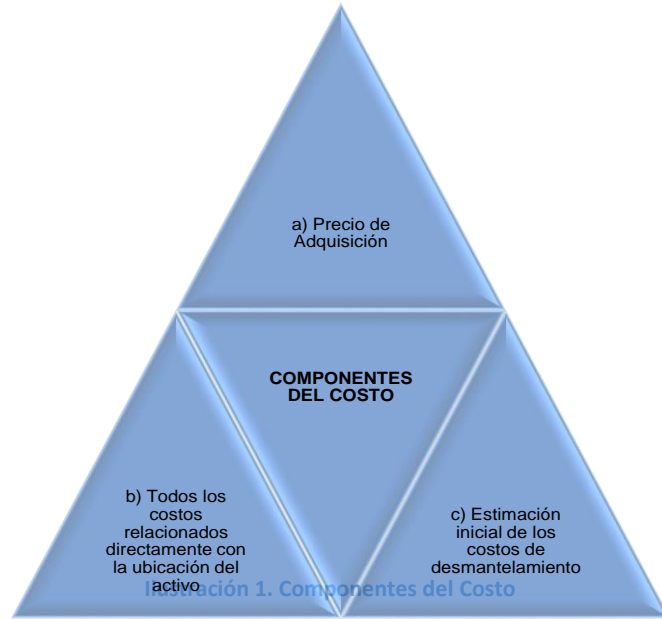 a) Precio de
Adquisición
COMPONENTES
DEL COSTO
b) Todos los
costos
relacionados
directamente con
la ubicación del
activo
c) Estimación
inicial de los
costos de
desmantelamiento
Ilustración 1. Componentes del Costo